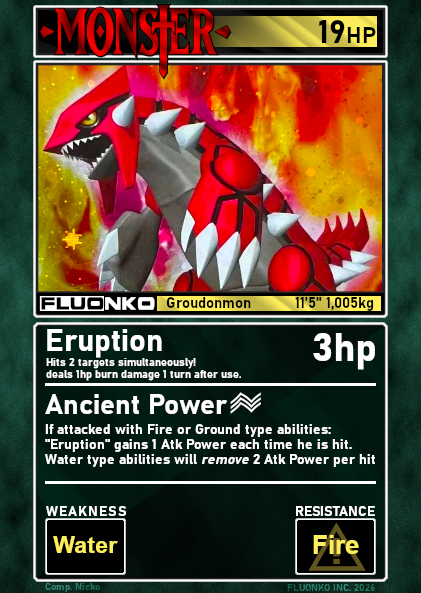 MONSTER
19HP
FLUONKO Groudonmon 11'5" 1,005kg
Eruption
3hp
Hits 2 targets simultaneously!
deals 1hp burn damage 1 turn after use.
Ancient Power
If attacked with Fire or Ground type abilities:
"Eruption" gains 1 Atk Power each time he is hit.
Water type abilities will remove 2 Atk Power per hit
WEAKNESS RESISTANCE
Water Fire
Comp. Nicko FLUONKO INC. 2026